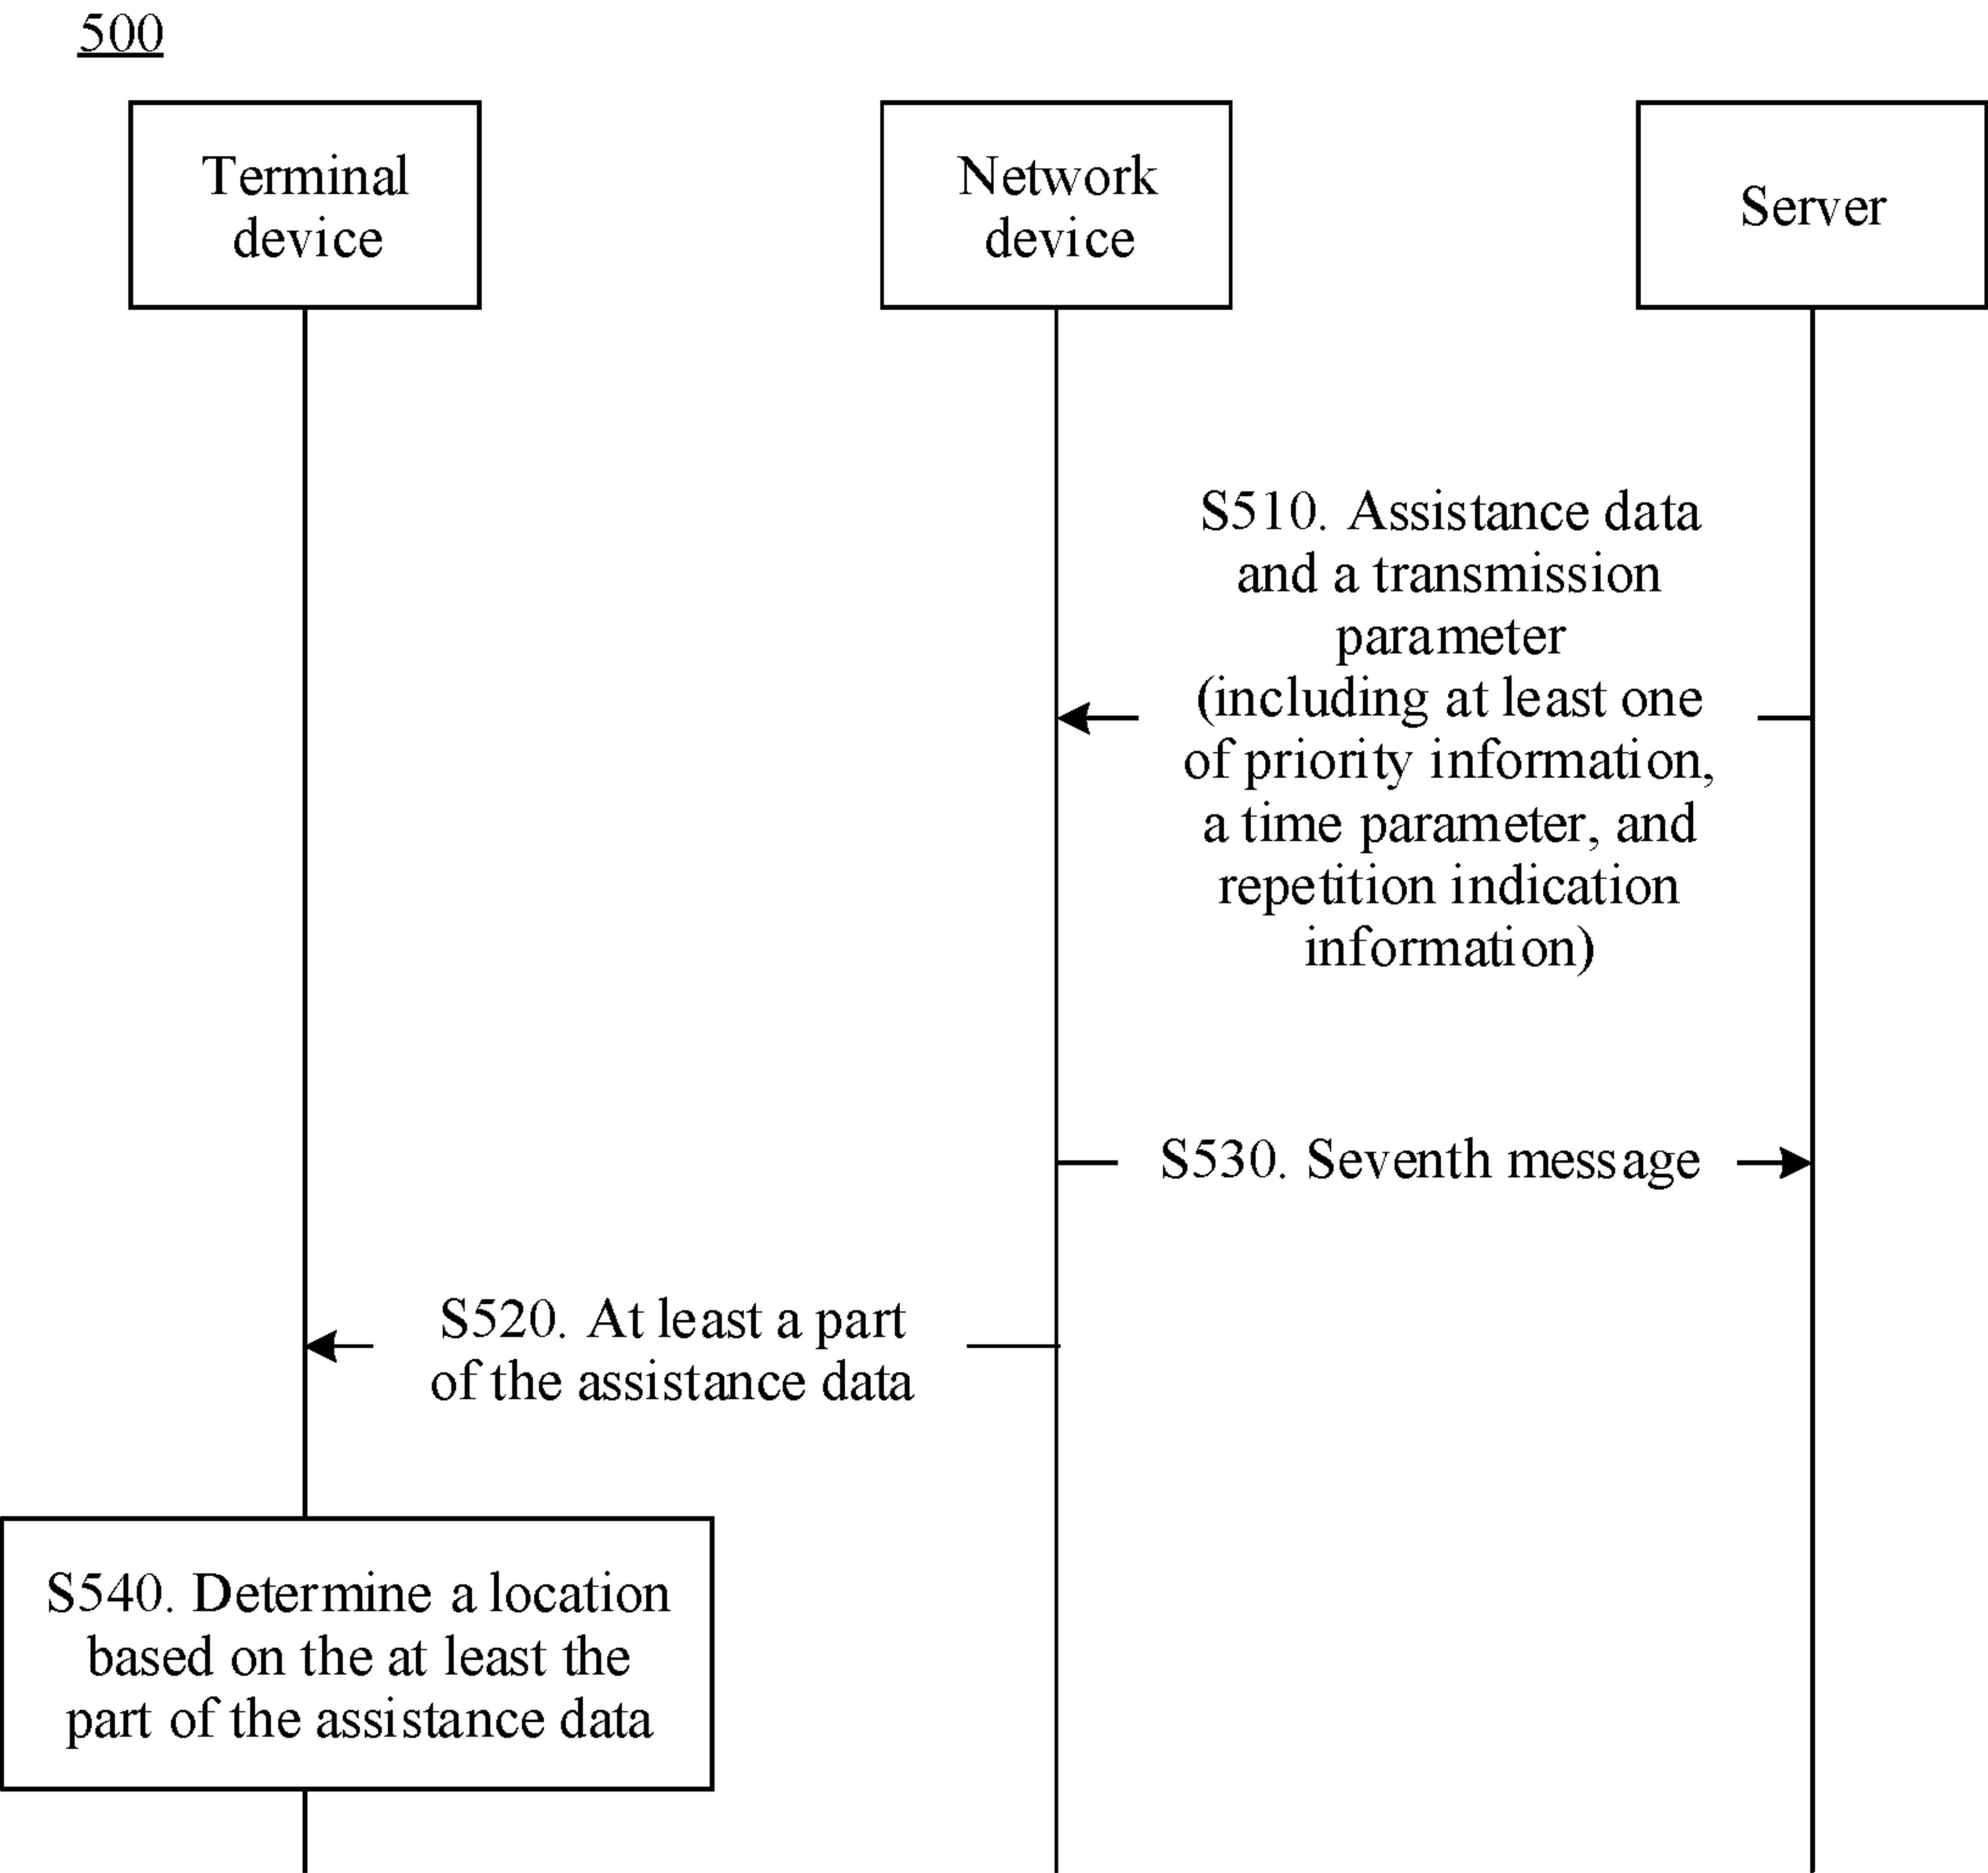 500
Terminal
device
Network
device
Server
S510. Assistance data
and a transmission
parameter
(including at least one
of priority information,
a time parameter, and
repetition indication
information)
S530. Seventh message
S520. At least a part
of the assistance data
S540. Determine a location
based on the at least the
part of the assistance data